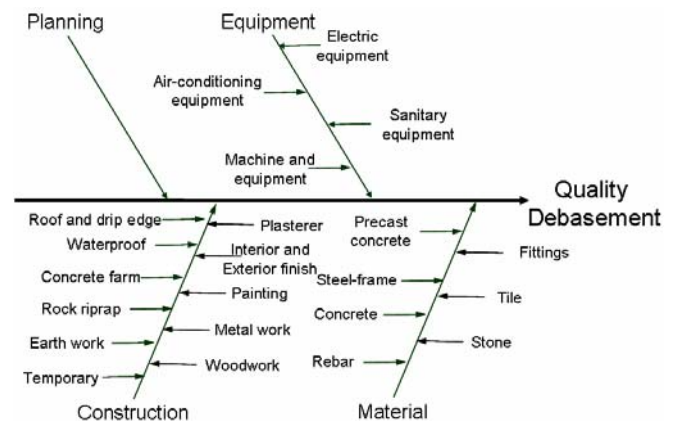 Planning
Equipment
Electric
equipment
Air-conditioning
equipment
Sanitary
equipment
Machine and
equipment
Quality
Debasement
Roof and drip edge
Plasterer
Waterproof
Interior and
Exterior finish
Concrete farm
Painting
Rock riprap
Metal work
Earth work
Woodwork
Temporary
Construction
Precast
concrete
Fittings
Steel-frame
Tile
Concrete
Stone
Rebar
Material